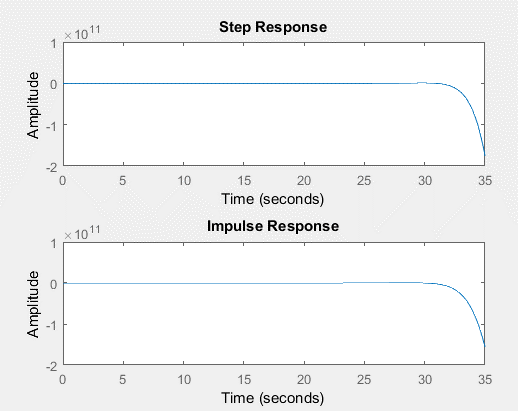 Step Response
×10^11
1
0
-1
-2
Amplitude
0 5 10 15 20 25 30 35
Time (seconds)
Impulse Response
×10^11
1
0
-1
-2
Amplitude
0 5 10 15 20 25 30 35
Time (seconds)